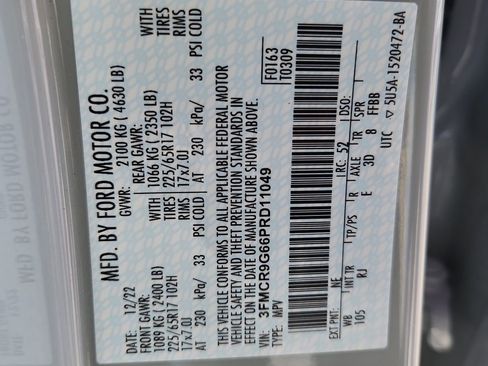 MFD. BY FORD MOTOR CO.
DATE: 12/22 GVWR: 2100 KG ( 4630 LB)
FRONT GAWR: REAR GAWR:
1089 KG ( 2400 LB) 1066 KG ( 2350 LB) WITH
225/65R17 102H 225/65R17 102H TIRES
17x7.0J RIMS 17x7.0J RIMS
AT 230 kPa/ 33 PSI COLD AT 230 kPa/ 33 PSI COLD
THIS VEHICLE CONFORMS TO ALL APPLICABLE FEDERAL MOTOR
VEHICLE SAFETY AND THEFT PREVENTION STANDARDS IN
EFFECT ON THE DATE OF MANUFACTURE SHOWN ABOVE.
VIN: 3FMCR9G66PRD11049 F0163
TYPE: MPV T0309
EXT PNT: NE RC: 52 DSO:
WB INT TR TP/PS R AXLE TR SPR
105 RJ E 3D 8 FFBB
UTC ▽ 5U5A-1520472-BA